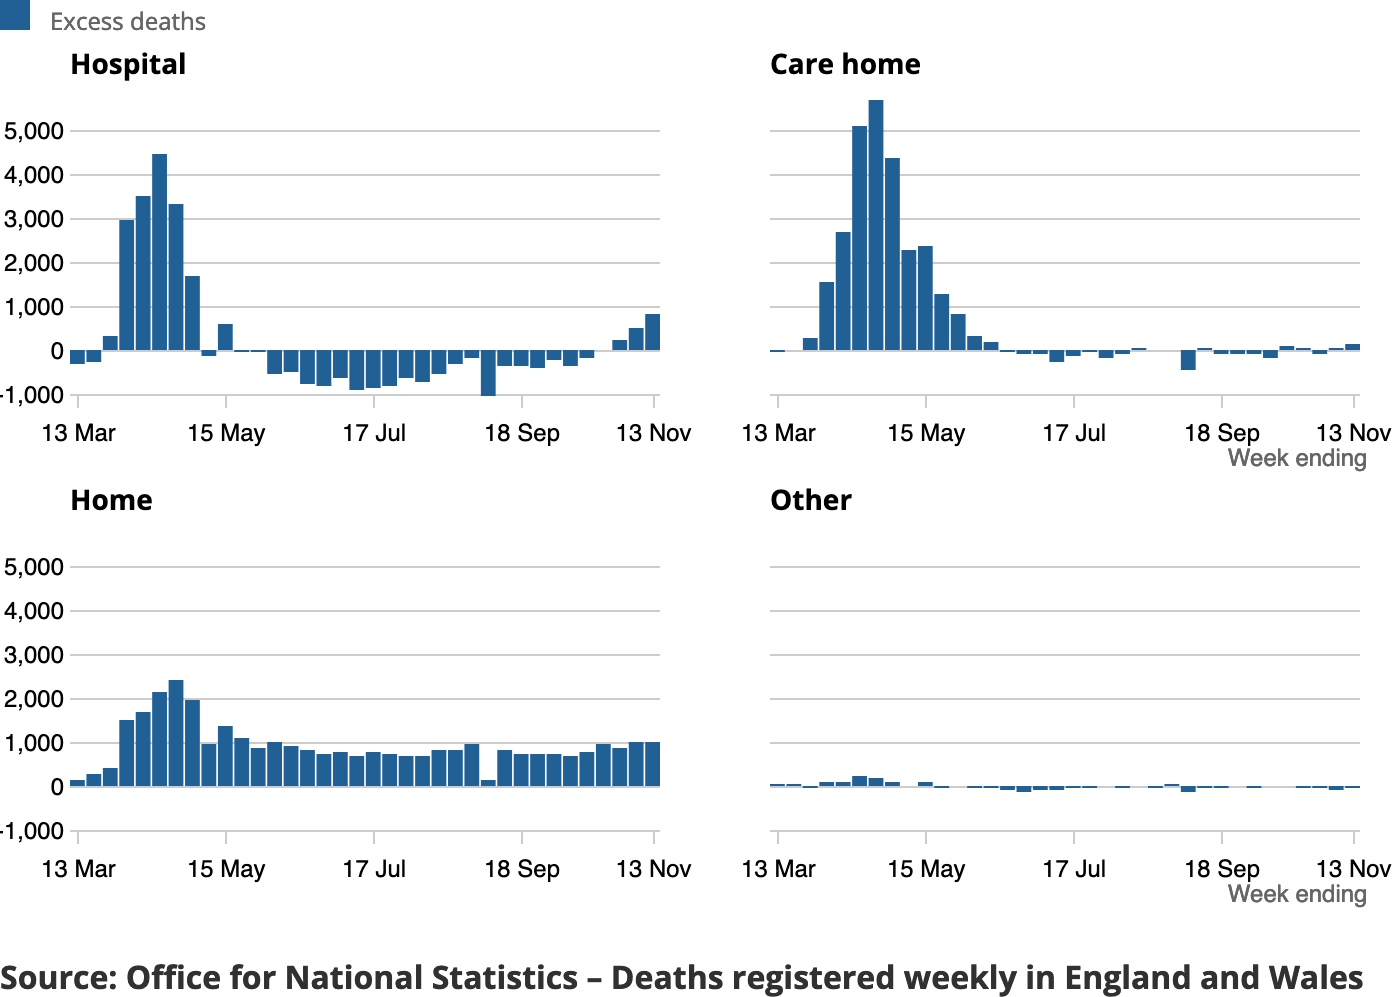 Excess deaths
Hospital
5,000
4,000
3,000
2,000
1,000
0
-1,000
13 Mar 15 May 17 Jul 18 Sep 13 Nov
Care home
13 Mar 15 May 17 Jul 18 Sep 13 Nov
Week ending
Home
5,000
4,000
3,000
2,000
1,000
0
-1,000
13 Mar 15 May 17 Jul 18 Sep 13 Nov
Other
13 Mar 15 May 17 Jul 18 Sep 13 Nov
Week ending
Source: Office for National Statistics – Deaths registered weekly in England and Wales